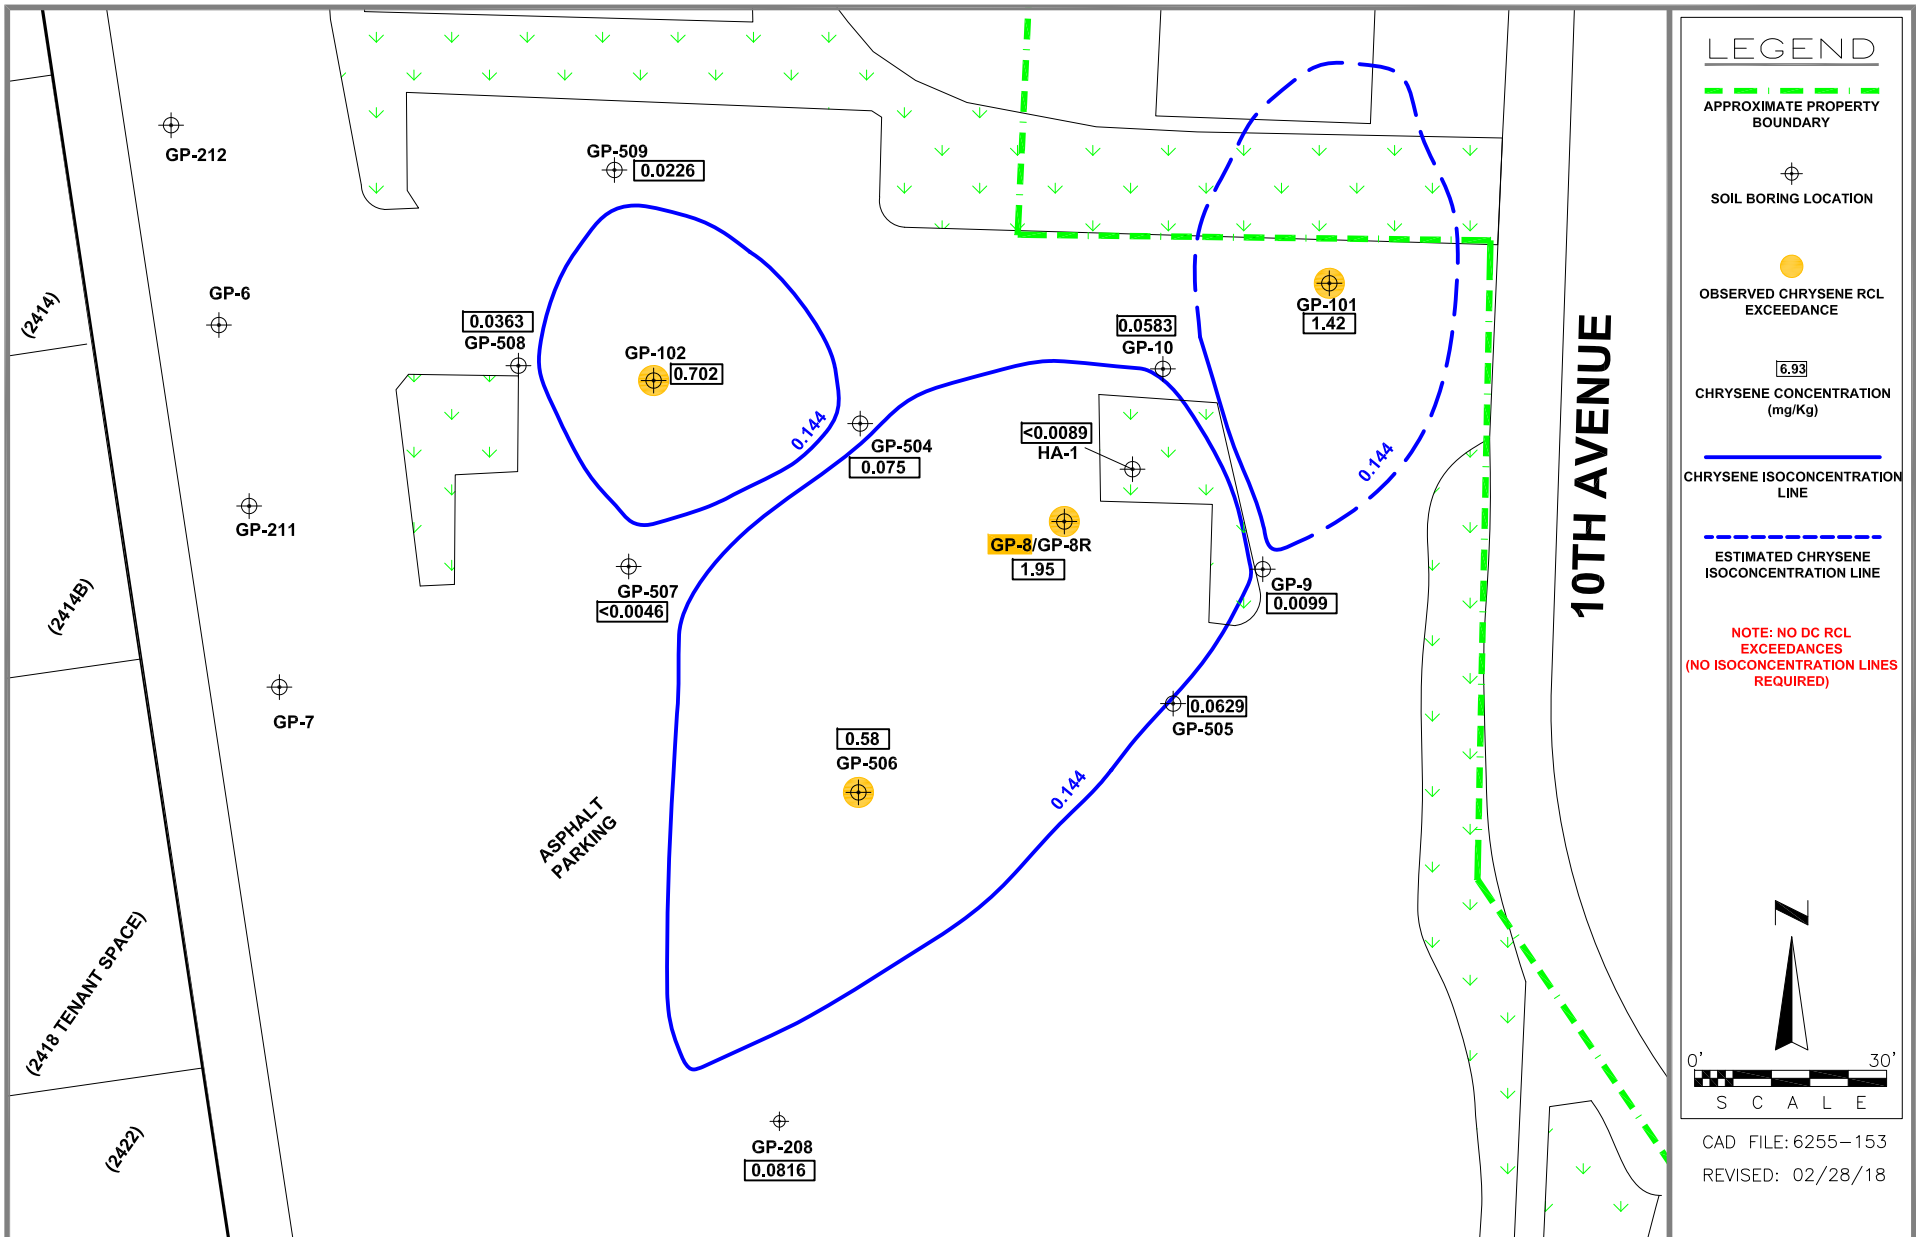 GP-212
GP-509
0.0226
GP-6
(2414)
0.0363
GP-508
GP-102
0.702
0.144
0.0583
GP-10
GP-101
1.42
10TH AVENUE
GP-504
0.075
<0.0089
HA-1
0.144
GP-211
GP-8/GP-8R
1.95
GP-507
<0.0046
GP-9
0.0099
(2414B)
GP-7
0.0629
GP-505
0.58
GP-506
0.144
ASPHALT
PARKING
(2418 TENANT SPACE)
GP-208
0.0816
(2422)
LEGEND
APPROXIMATE PROPERTY
BOUNDARY
SOIL BORING LOCATION
OBSERVED CHRYSENE RCL
EXCEEDANCE
6.93
CHRYSENE CONCENTRATION
(mg/Kg)
CHRYSENE ISOCONCENTRATION
LINE
ESTIMATED CHRYSENE
ISOCONCENTRATION LINE
NOTE: NO DC RCL
EXCEEDANCES
(NO ISOCONCENTRATION LINES
REQUIRED)
N
0' 30'
SCALE
CAD FILE: 6255-153
REVISED: 02/28/18